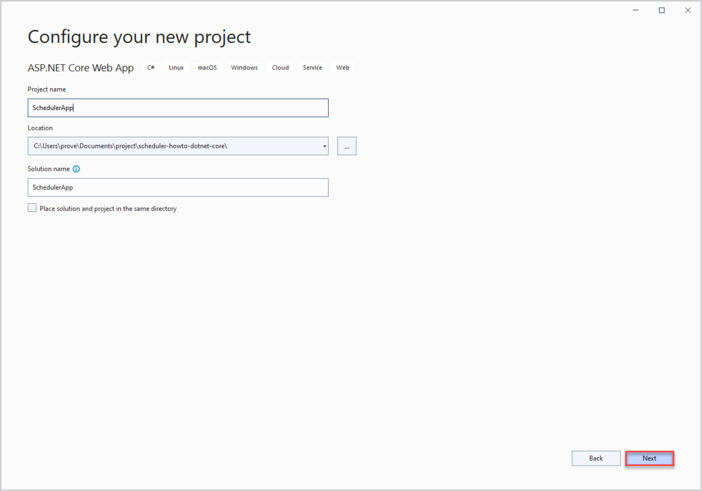 Configure your new project
ASP.NET Core Web App C# Linux macOS Windows Cloud Service Web
Project name
SchedulerApp
Location
C:\Users\prove\Documents\project\scheduler-howto-dotnet-core\
...
Solution name
SchedulerApp
Place solution and project in the same directory
Back Next